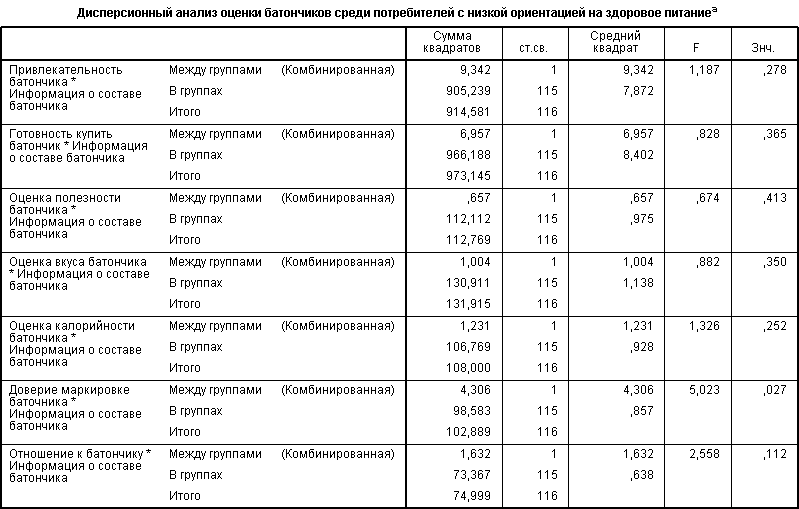 Дисперсионный анализ оценки батончиков среди потребителей с низкой ориентацией на здоровое питаниеª
Сумма квадратов ст.св. Средний квадрат F Знч.
Привлекательность батончика * Информация о составе батончика Между группами (Комбинированная) 9,342 1 9,342 1,187 ,278
В группах 905,239 115 7,872
Итого 914,581 116
Готовность купить батончик * Информация о составе батончика Между группами (Комбинированная) 6,957 1 6,957 ,828 ,365
В группах 966,188 115 8,402
Итого 973,145 116
Оценка полезности батончика * Информация о составе батончика Между группами (Комбинированная) ,657 1 ,657 ,674 ,413
В группах 112,112 115 ,975
Итого 112,769 116
Оценка вкуса батончика * Информация о составе батончика Между группами (Комбинированная) 1,004 1 1,004 ,882 ,350
В группах 130,911 115 1,138
Итого 131,915 116
Оценка калорийности батончика * Информация о составе батончика Между группами (Комбинированная) 1,231 1 1,231 1,326 ,252
В группах 106,769 115 ,928
Итого 108,000 116
Доверие маркировке баточника * Информация о составе батончика Между группами (Комбинированная) 4,306 1 4,306 5,023 ,027
В группах 98,583 115 ,857
Итого 102,889 116
Отношение к батончику * Информация о составе батончика Между группами (Комбинированная) 1,632 1 1,632 2,558 ,112
В группах 73,367 115 ,638
Итого 74,999 116